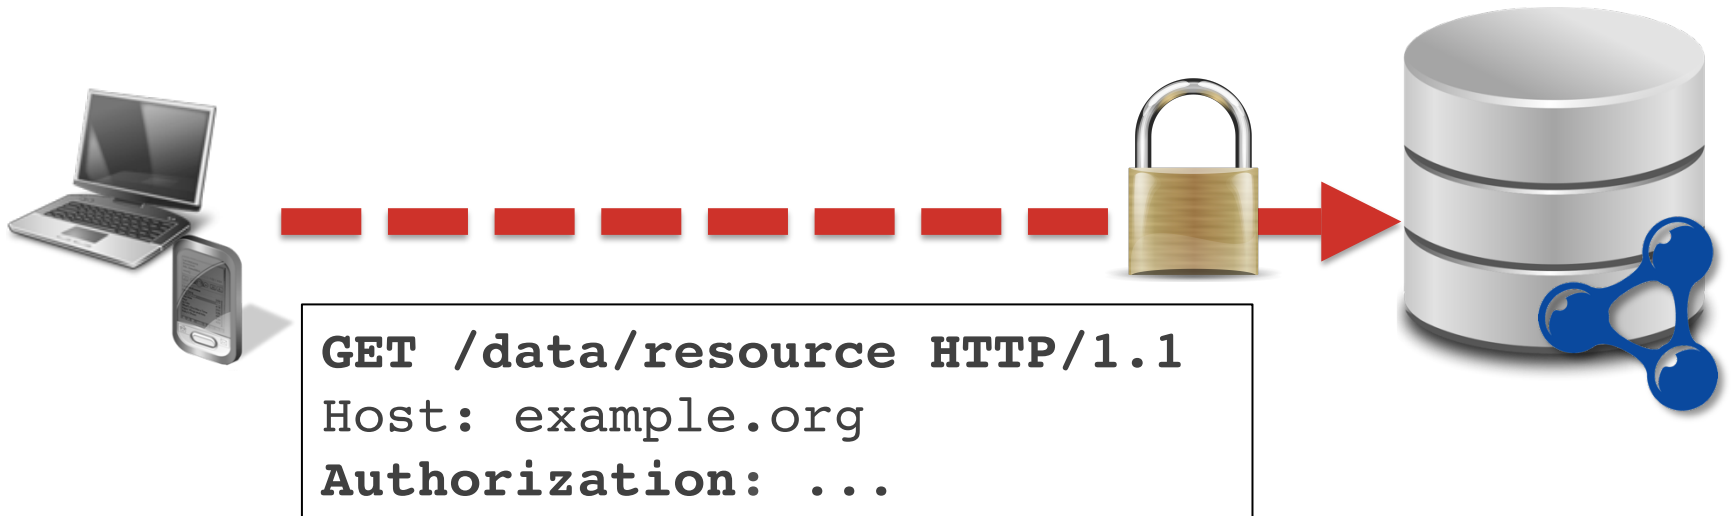 GET /data/resource HTTP/1.1
Host: example.org
Authorization: ...